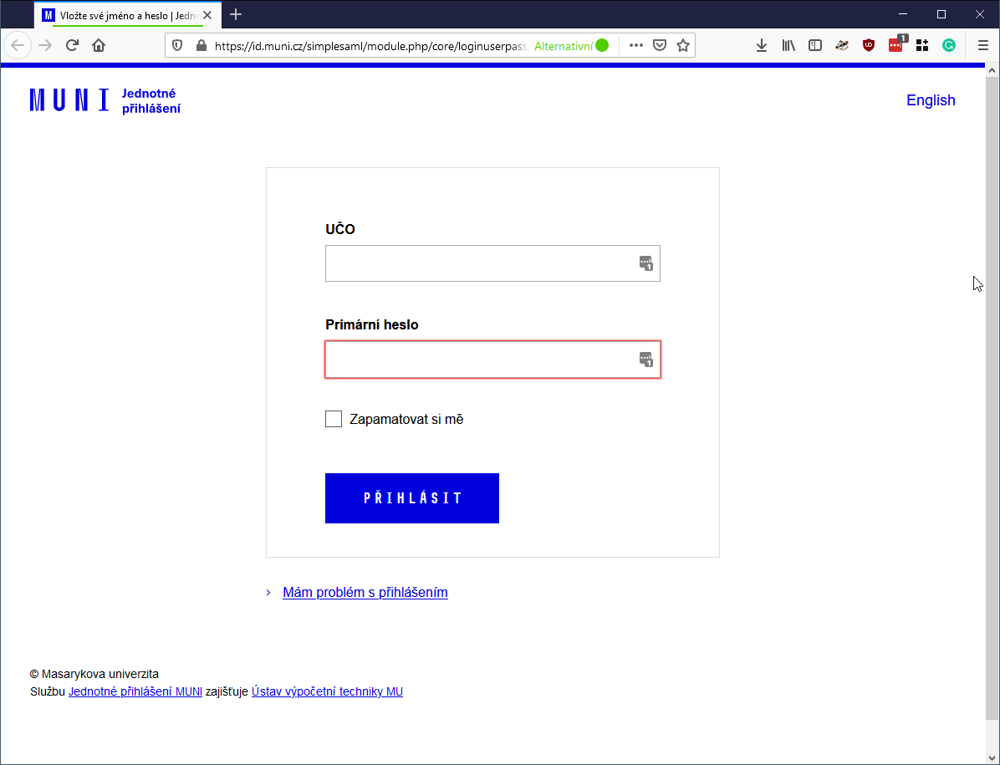 M Vložte své jméno a heslo | Jedn
https://id.muni.cz/simplesaml/module.php/core/loginuserpass Alternativní
1
MUNI Jednotné
přihlášení
English
UČO
1
Primární heslo
1
Zapamatovat si mě
PŘIHLÁSIT
Mám problém s přihlášením
© Masarykova univerzita
Službu Jednotné přihlášení MUNI zajišťuje Ústav výpočetní techniky MU